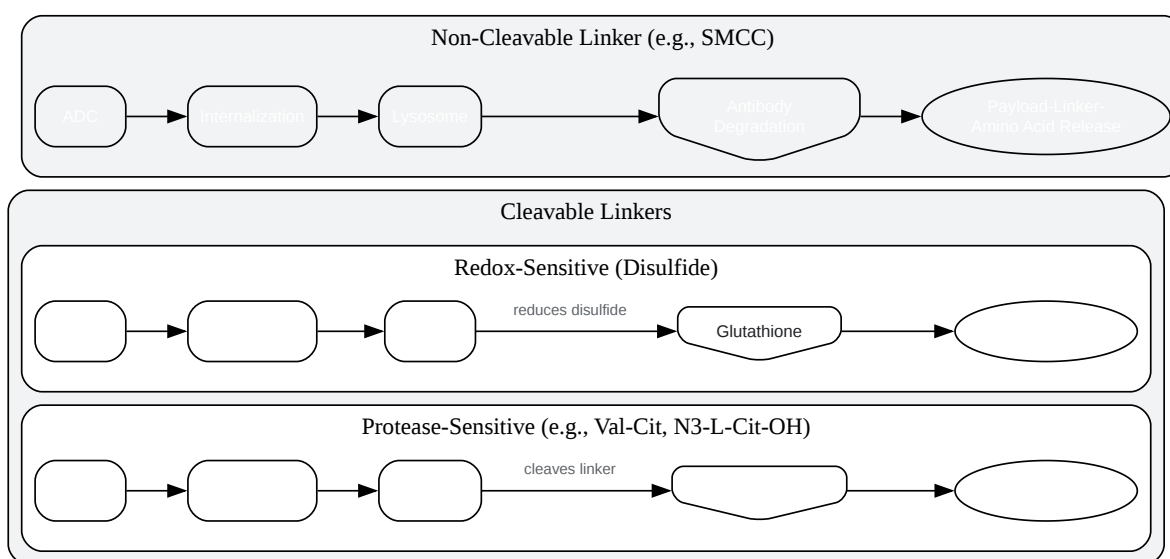 Non-Cleavable Linker (e.g., SMCC)
ADC
Internalization
Lysosome
Antibody
Degradation
Payload-Linker-
Amino Acid Release
Cleavable Linkers
Redox-Sensitive (Disulfide)
reduces disulfide
Glutathione
Protease-Sensitive (e.g., Val-Cit, N3-L-Cit-OH)
cleaves linker